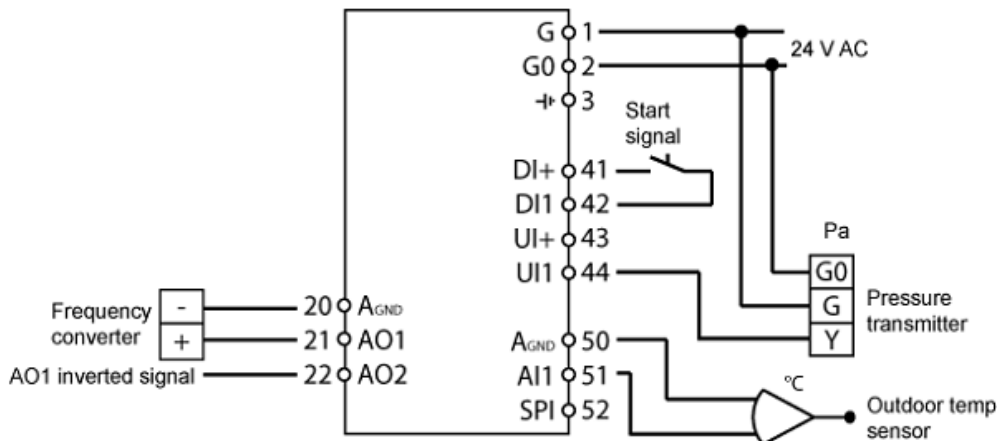 G 1
24 V AC
G0 2
3
Start
signal
DI+ 41
DI1 42
UI+ 43
UI1 44
Pa
G0
G
Y
Pressure
transmitter
Frequency
converter
-
+
20 AGND
21 AO1
AO1 inverted signal
22 AO2
AGND 50
AI1 51
SPI 52
°C
Outdoor temp
sensor